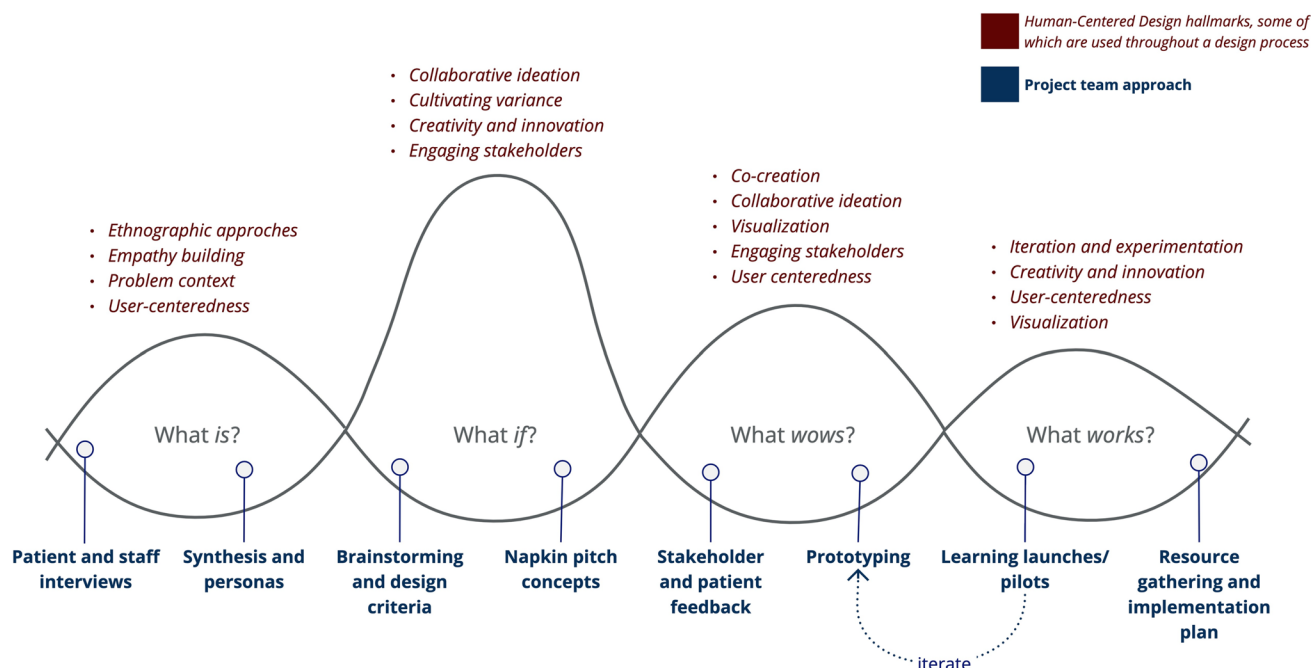 Human-Centered Design hallmarks, some of
which are used throughout a design process
Project team approach
• Collaborative ideation
• Cultivating variance
• Creativity and innovation
• Engaging stakeholders
• Co-creation
• Collaborative ideation
• Visualization
• Engaging stakeholders
• User centeredness
• Ethnographic approches
• Empathy building
• Problem context
• User-centeredness
• Iteration and experimentation
• Creativity and innovation
• User-centeredness
• Visualization
What is?
What if?
What wows?
What works?
Patient and staff
interviews
Synthesis and
personas
Brainstorming
and design
criteria
Napkin pitch
concepts
Stakeholder
and patient
feedback
Prototyping
Learning launches/
pilots
Resource
gathering and
implementation
plan
iterate